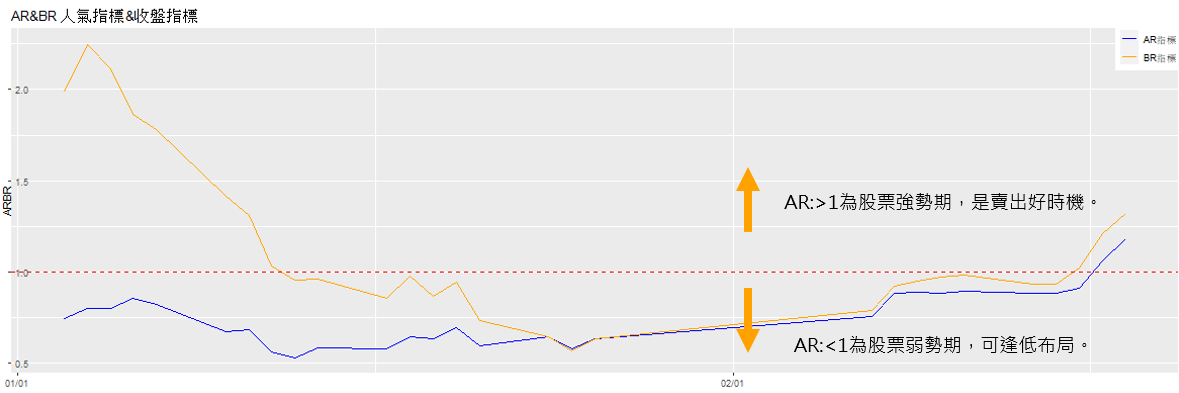 AR&BR 人氣指標&收盤指標
AR指標
BR指標
2.0
1.5
1.0
0.5
ARBR
AR:>1為股票強勢期，是賣出好時機。
AR:<1為股票弱勢期，可逢低布局。
01/01
02/01